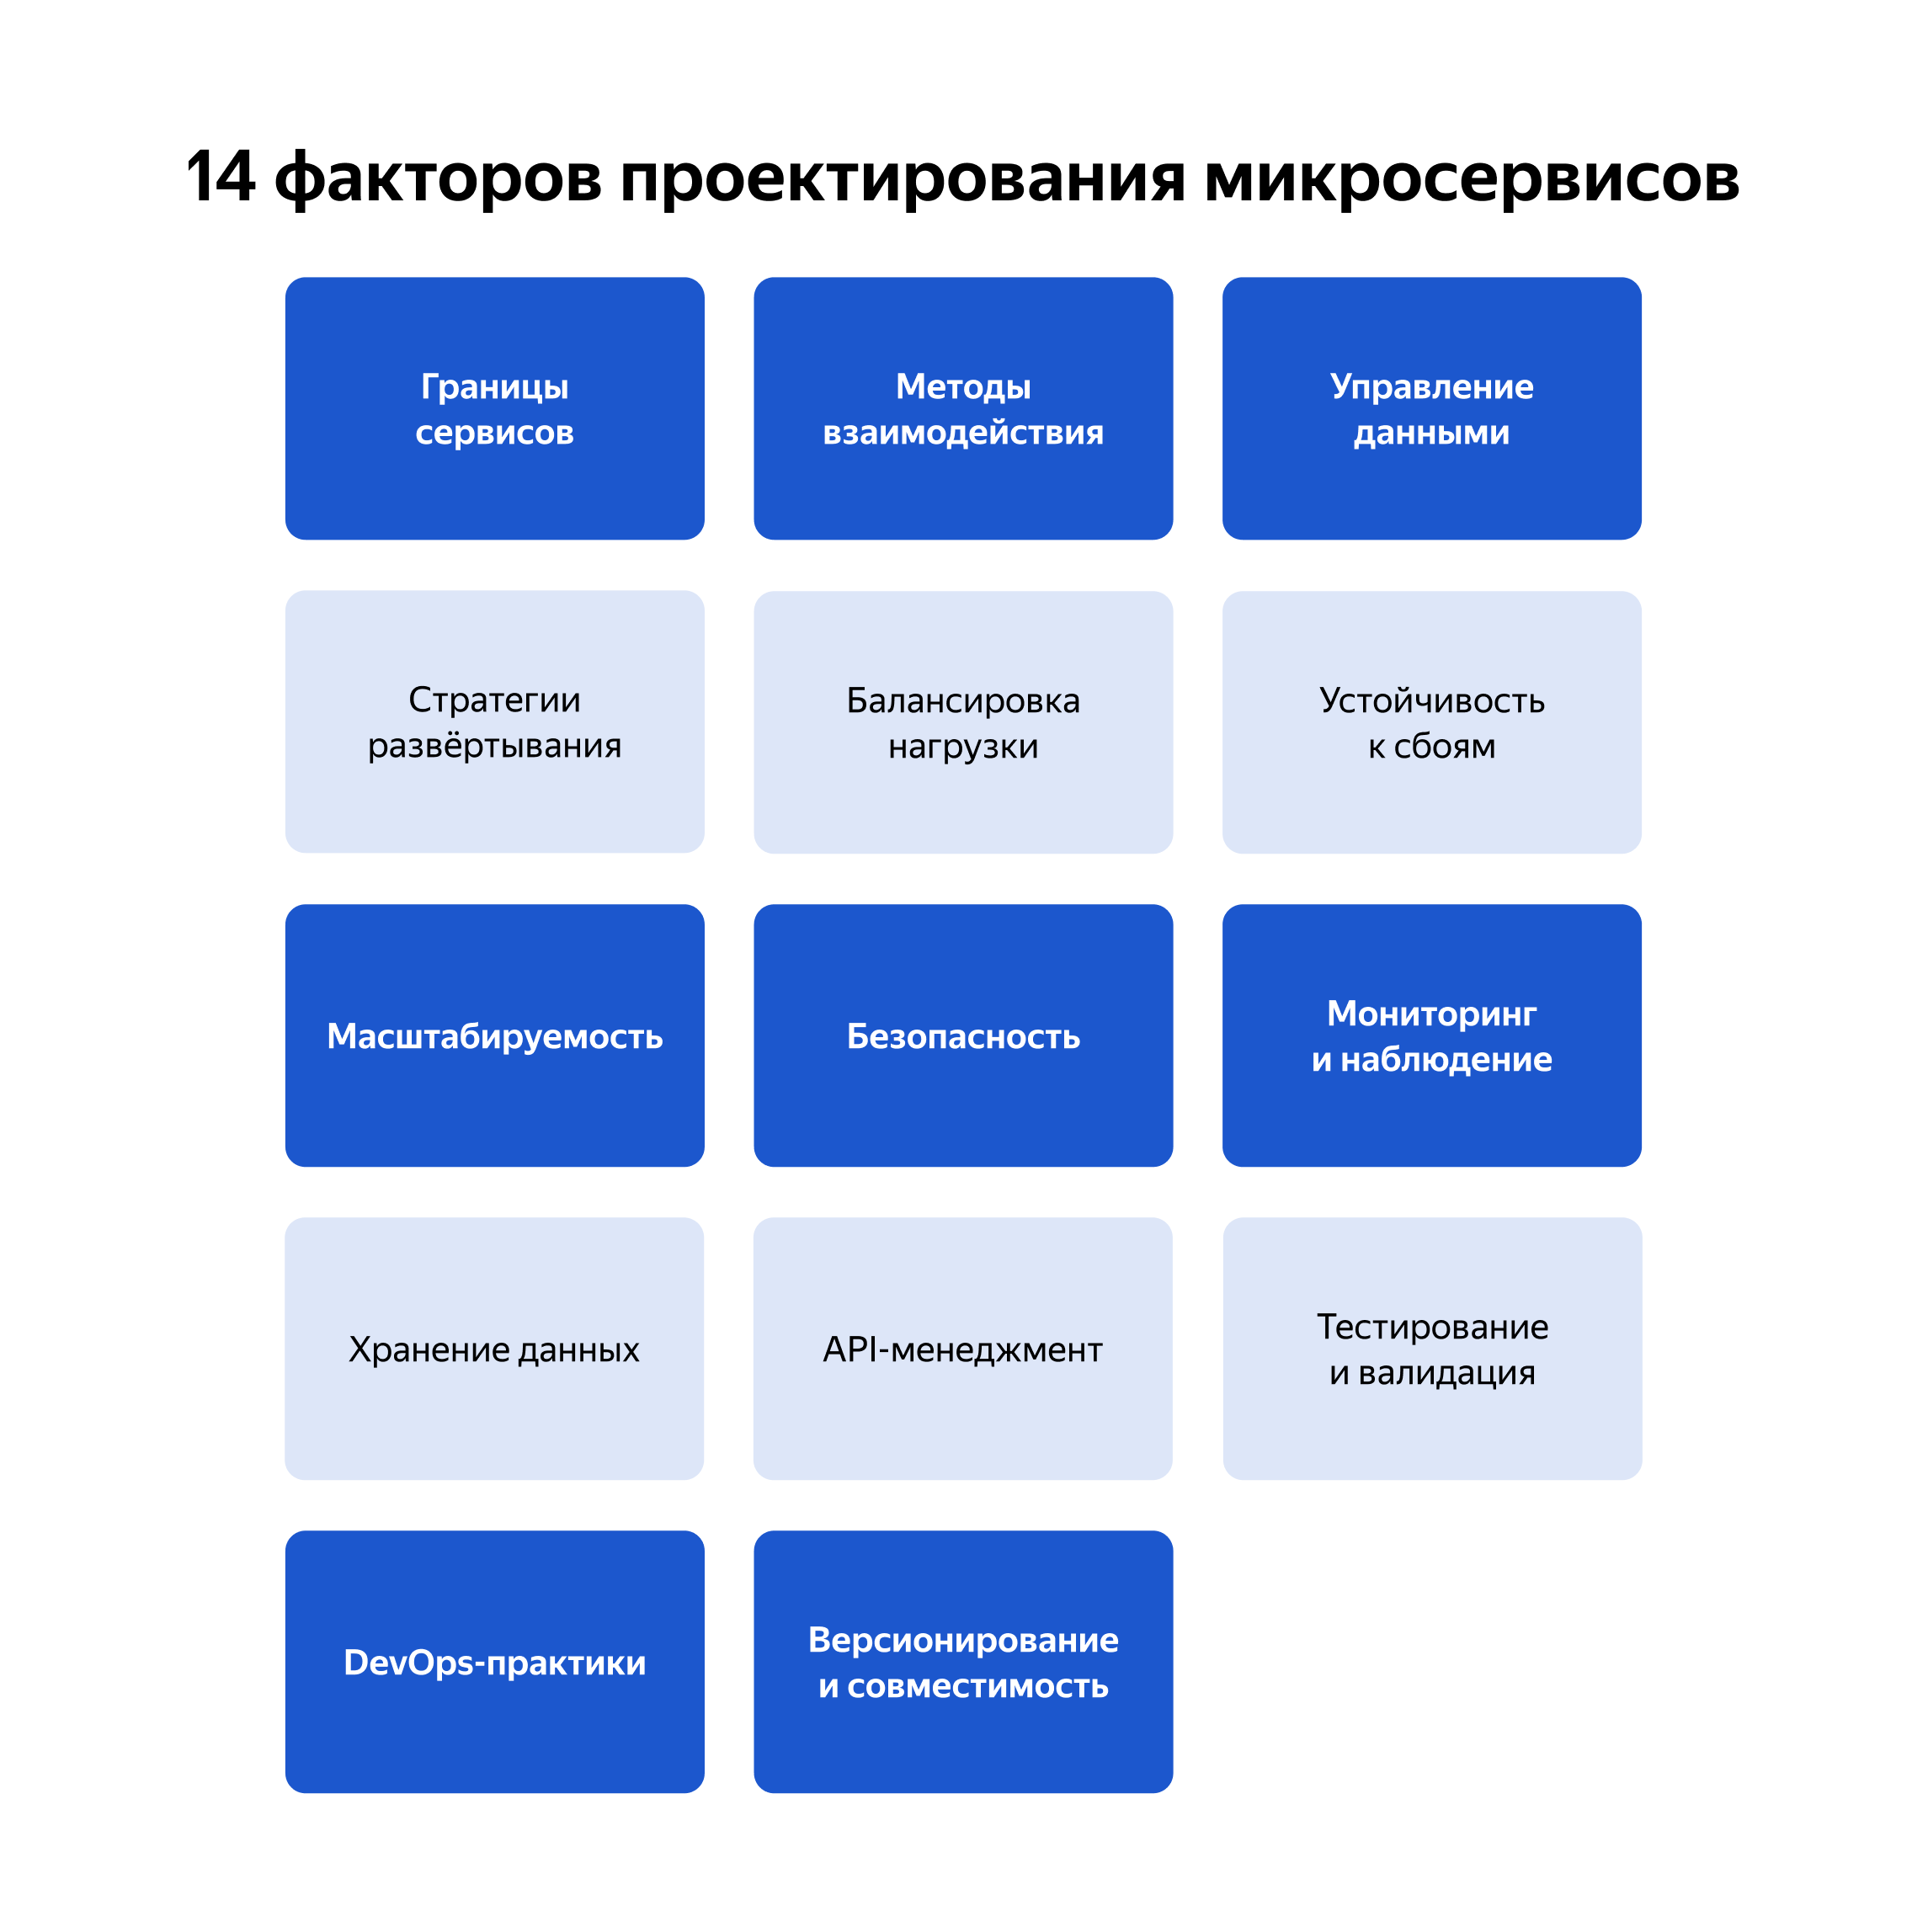 14 факторов проектирования микросервисов
Границы
сервисов
Методы
взаимодействия
Управление
данными
Стратегии
развёртывания
Балансировка
нагрузки
Устойчивость
к сбоям
Масштабируемость
Безопасность
Мониторинг
и наблюдение
Хранение данных
API-менеджмент
Тестирование
и валидация
DevOps-практики
Версионирование
и совместимость